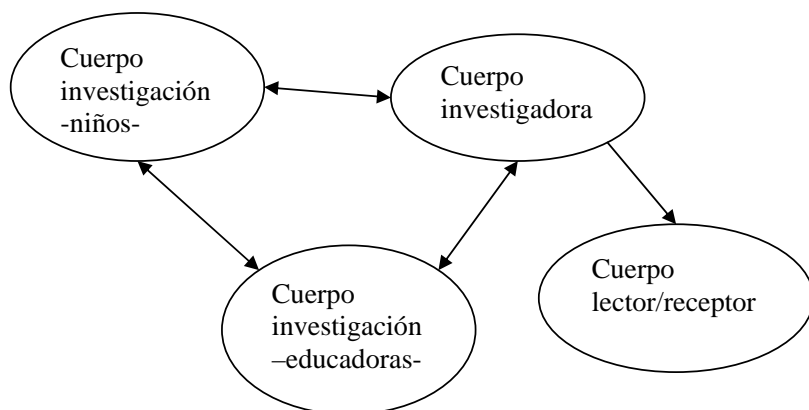 Cuerpo
investigación
-niños-
Cuerpo
investigadora
Cuerpo
lector/receptor
Cuerpo
investigación
–educadoras-